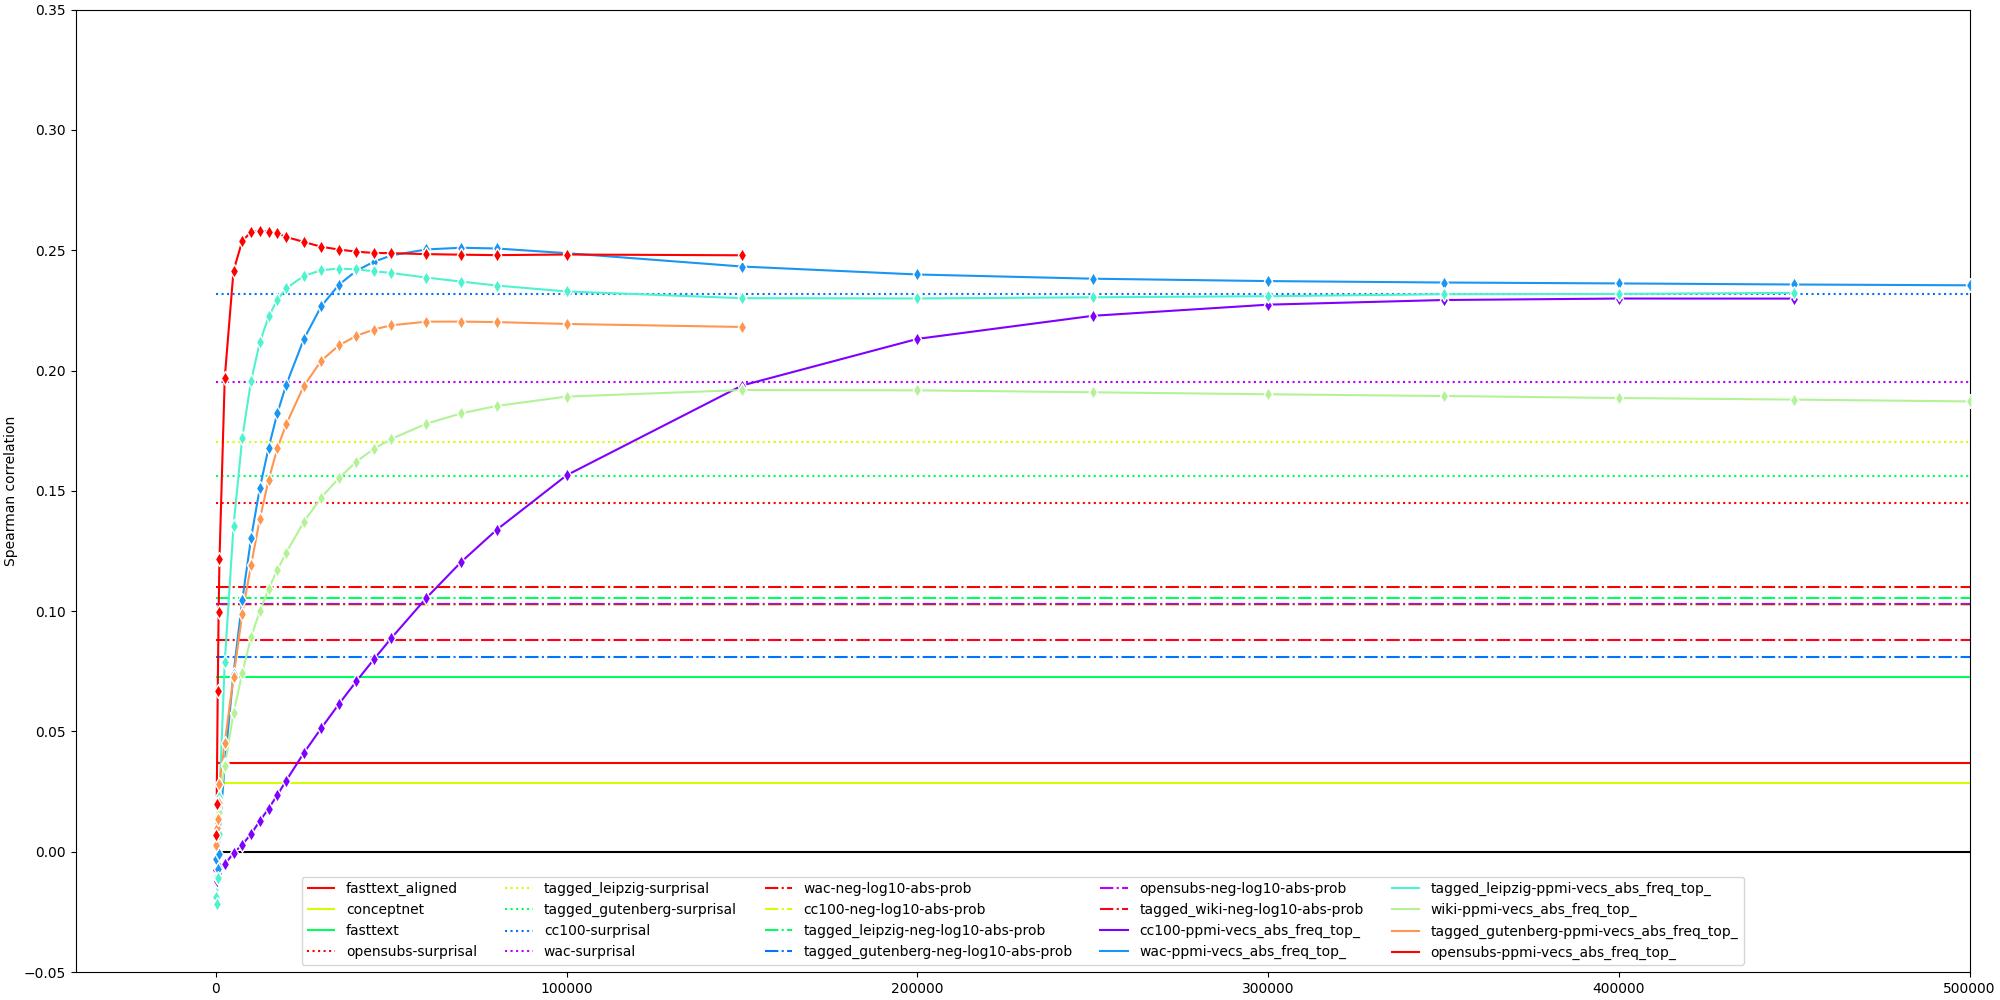 0.35
0.30
0.25
0.20
0.15
0.10
0.05
0.00
−0.05
Spearman correlation
fasttext_aligned
conceptnet
fasttext
opensubs-surprisal
tagged_leipzig-surprisal
tagged_gutenberg-surprisal
cc100-surprisal
wac-surprisal
wac-neg-log10-abs-prob
cc100-neg-log10-abs-prob
tagged_leipzig-neg-log10-abs-prob
tagged_gutenberg-neg-log10-abs-prob
opensubs-neg-log10-abs-prob
tagged_wiki-neg-log10-abs-prob
cc100-ppmi-vecs_abs_freq_top_
wac-ppmi-vecs_abs_freq_top_
tagged_leipzig-ppmi-vecs_abs_freq_top_
wiki-ppmi-vecs_abs_freq_top_
tagged_gutenberg-ppmi-vecs_abs_freq_top_
opensubs-ppmi-vecs_abs_freq_top_
0 100000 200000 300000 400000 500000